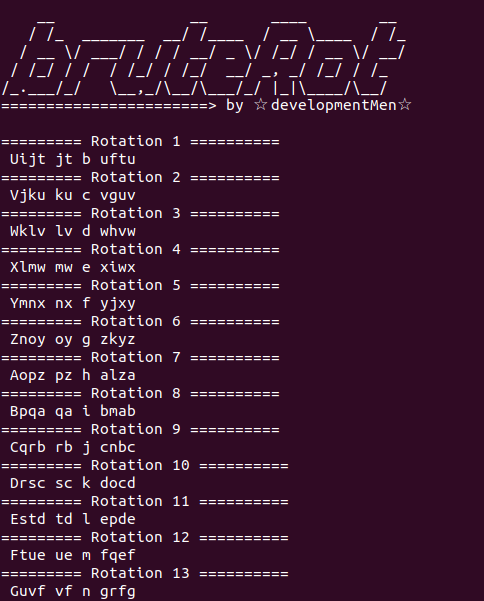 bruteRot
=======================> by ☆developmentMen☆
========= Rotation 1 ==========
Uijt jt b uftu
========= Rotation 2 ==========
Vjku ku c vguv
========= Rotation 3 ==========
Wklv lv d whvw
========= Rotation 4 ==========
Xlmw mw e xiwx
========= Rotation 5 ==========
Ymnx nx f yjxy
========= Rotation 6 ==========
Znoy oy g zkyz
========= Rotation 7 ==========
Aopz pz h alza
========= Rotation 8 ==========
Bpqa qa i bmab
========= Rotation 9 ==========
Cqrb rb j cnbc
========= Rotation 10 ==========
Drsc sc k docd
========= Rotation 11 ==========
Estd td l epde
========= Rotation 12 ==========
Ftue ue m fqef
========= Rotation 13 ==========
Guvf vf n grfg